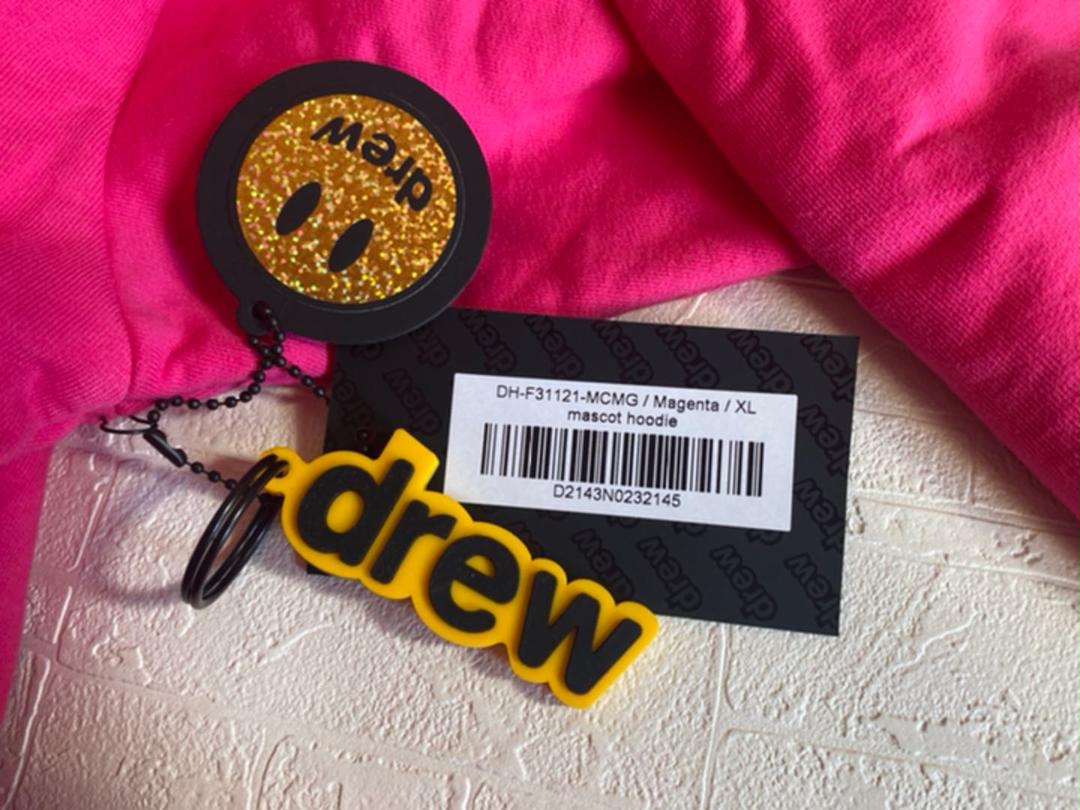 drew
DH-F31121-MCMG / Magenta / XL
mascot hoodie
D2143N0232145
drew